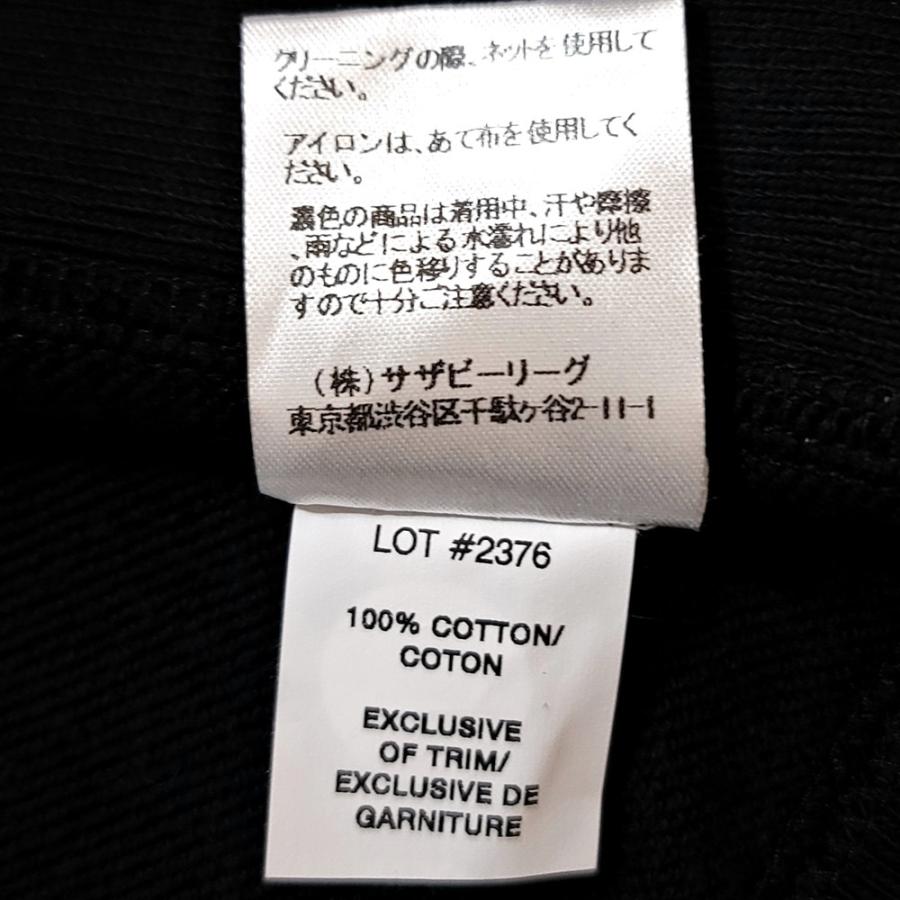 クリーニングの際、ネットを使用して
ください。
アイロンは、あて布を使用してく
ださい。
濃色の商品は着用中、汗や摩擦
、雨などによる水濡れにより他
のものに色移りすることがありま
すので十分ご注意ください。
(株)サザビーリーグ
東京都渋谷区千駄ヶ谷2-11-1
LOT #2376
100% COTTON/
COTON
EXCLUSIVE
OF TRIM/
EXCLUSIVE DE
GARNITURE